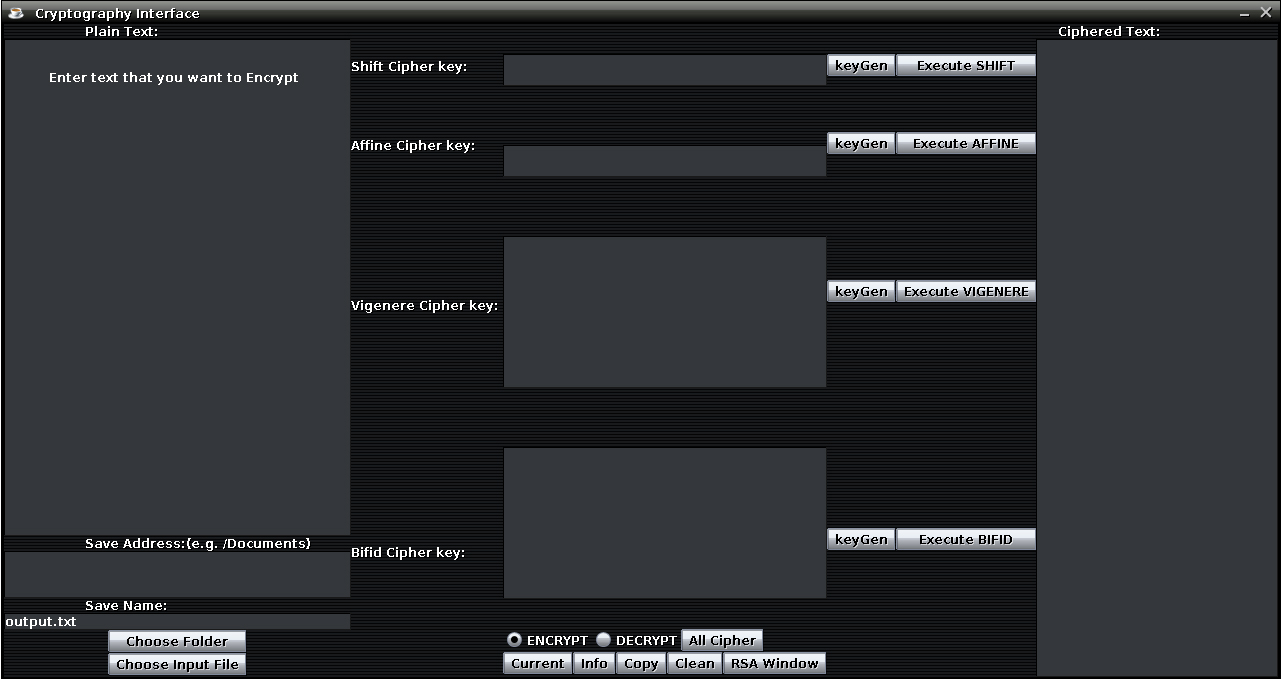 Cryptography Interface
Plain Text:
Ciphered Text:
Enter text that you want to Encrypt
Shift Cipher key:
keyGen
Execute SHIFT
Affine Cipher key:
keyGen
Execute AFFINE
Vigenere Cipher key:
keyGen
Execute VIGENERE
Bifid Cipher key:
keyGen
Execute BIFID
Save Address:(e.g. /Documents)
Save Name:
output.txt
Choose Folder
Choose Input File
ENCRYPT DECRYPT All Cipher
Current Info Copy Clean RSA Window